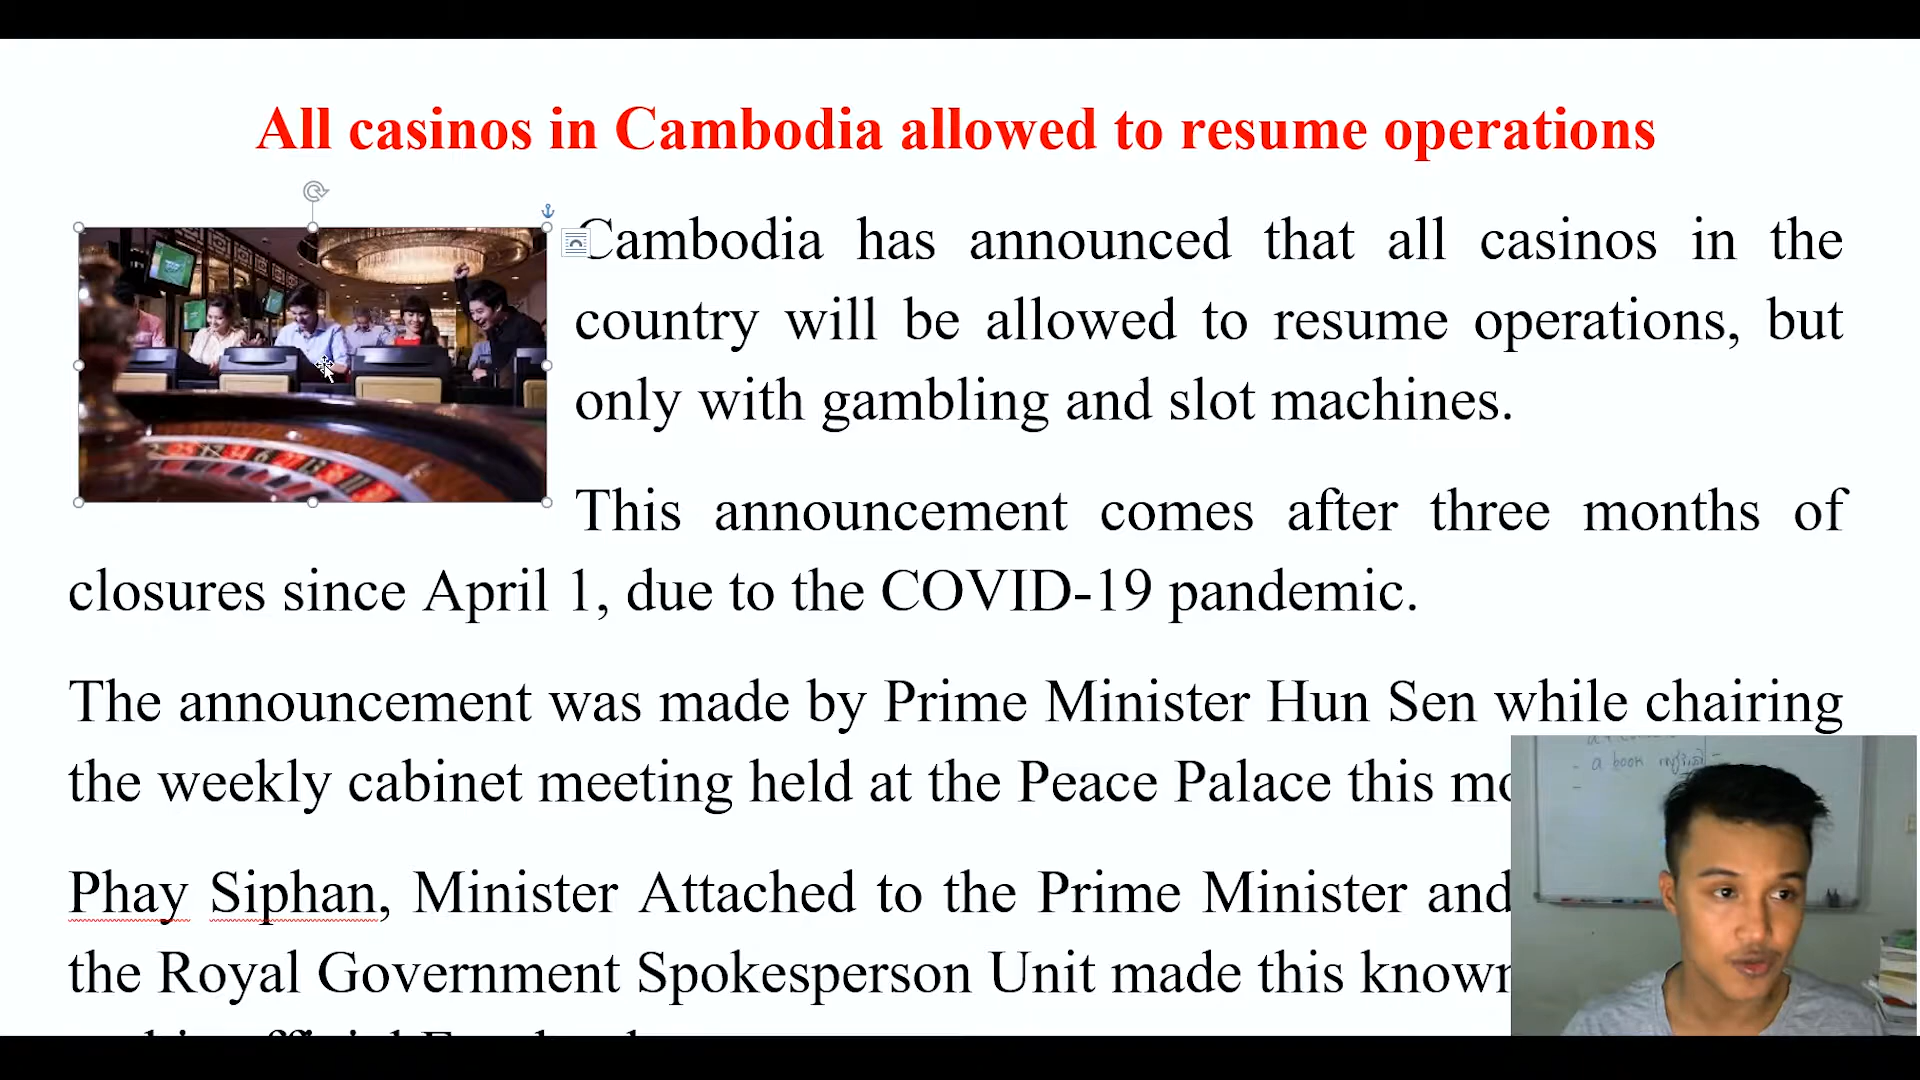 All casinos in Cambodia allowed to resume operations
Cambodia has announced that all casinos in the
country will be allowed to resume operations, but
only with gambling and slot machines.
This announcement comes after three months of
closures since April 1, due to the COVID-19 pandemic.
The announcement was made by Prime Minister Hun Sen while chairing
the weekly cabinet meeting held at the Peace Palace this
Phay Siphan, Minister Attached to the Prime Minister and
the Royal Government Spokesperson Unit made this known
a book